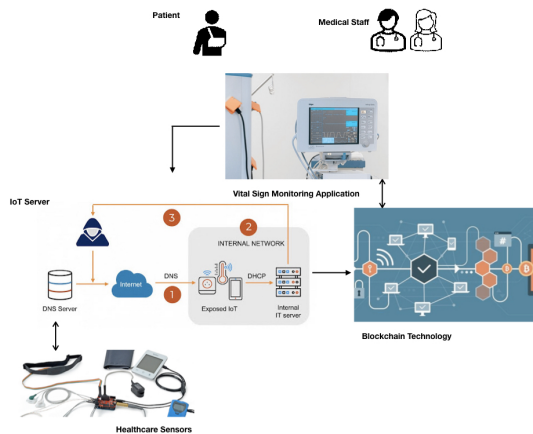 Patient
Medical Staff
Vital Sign Monitoring Application
IoT Server
3
2
INTERNAL NETWORK
DNS
DHCP
Internet
1
DNS Server
Exposed IoT
Internal
IT server
Blockchain Technology
Healthcare Sensors